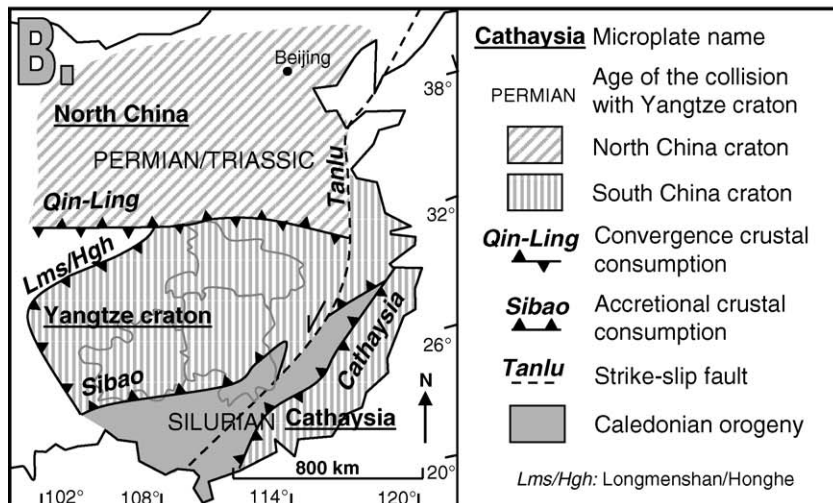 B.
Beijing
North China
PERMIAN/TRIASSIC
Qin-Ling
Tanlu
Lms/Hgh
Yangtze craton
Sibao
Cathaysia
SILURIAN
Cathaysia
N
800 km
38°
32°
26°
20°
102°
108°
114°
120°
Cathaysia Microplate name
PERMIAN Age of the collision
with Yangtze craton
North China craton
South China craton
Qin-Ling Convergence crustal
consumption
Sibao Accretional crustal
consumption
Tanlu Strike-slip fault
Caledonian orogeny
Lms/Hgh: Longmenshan/Honghe